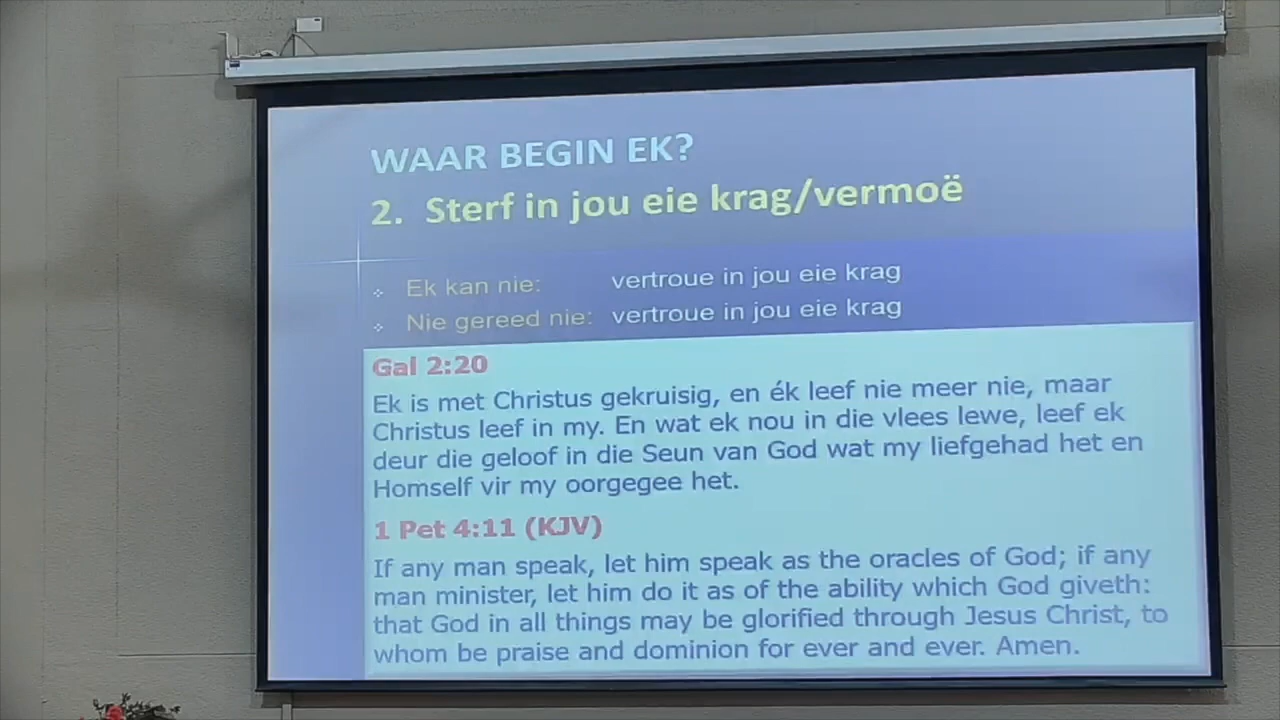 WAAR BEGIN EK?
2. Sterf in jou eie krag/vermoë
Ek kan nie: vertroue in jou eie krag
Nie gereed nie: vertroue in jou eie krag
Gal 2:20
Ek is met Christus gekruisig, en ék leef nie meer nie, maar
Christus leef in my. En wat ek nou in die vlees lewe, leef ek
deur die geloof in die Seun van God wat my liefgehad het en
Homself vir my oorgegee het.
1 Pet 4:11 (KJV)
If any man speak, let him speak as the oracles of God; if any
man minister, let him do it as of the ability which God giveth:
that God in all things may be glorified through Jesus Christ, to
whom be praise and dominion for ever and ever. Amen.